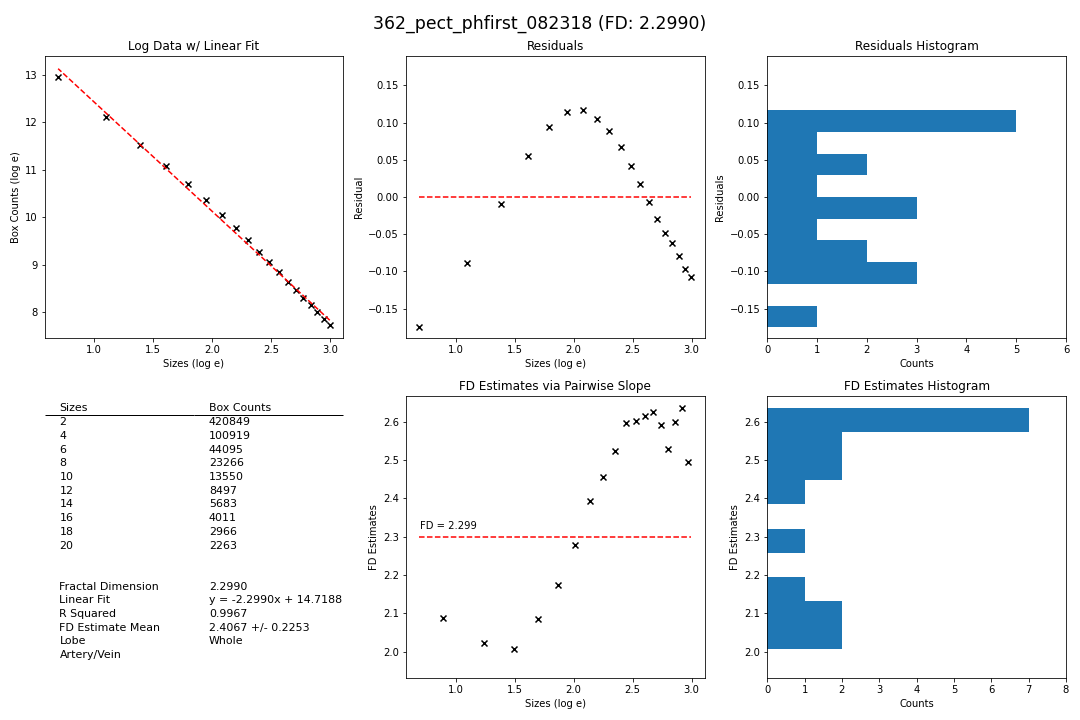 362_pect_phfirst_082318 (FD: 2.2990)
Log Data w/ Linear Fit
Box Counts (log e)
13
12
11
10
9
8
1.0 1.5 2.0 2.5 3.0
Sizes (log e)
Residuals
Residual
0.15
0.10
0.05
0.00
−0.05
−0.10
−0.15
1.0 1.5 2.0 2.5 3.0
Sizes (log e)
Residuals Histogram
Residuals
0.15
0.10
0.05
0.00
−0.05
−0.10
−0.15
0 1 2 3 4 5 6
Counts
Sizes Box Counts
2 420849
4 100919
6 44095
8 23266
10 13550
12 8497
14 5683
16 4011
18 2966
20 2263
Fractal Dimension 2.2990
Linear Fit y = -2.2990x + 14.7188
R Squared 0.9967
FD Estimate Mean 2.4067 +/- 0.2253
Lobe Whole
Artery/Vein
FD Estimates via Pairwise Slope
FD Estimates
2.6
2.5
2.4
2.3
2.2
2.1
2.0
FD = 2.299
1.0 1.5 2.0 2.5 3.0
Sizes (log e)
FD Estimates Histogram
FD Estimates
2.6
2.5
2.4
2.3
2.2
2.1
2.0
0 1 2 3 4 5 6 7 8
Counts